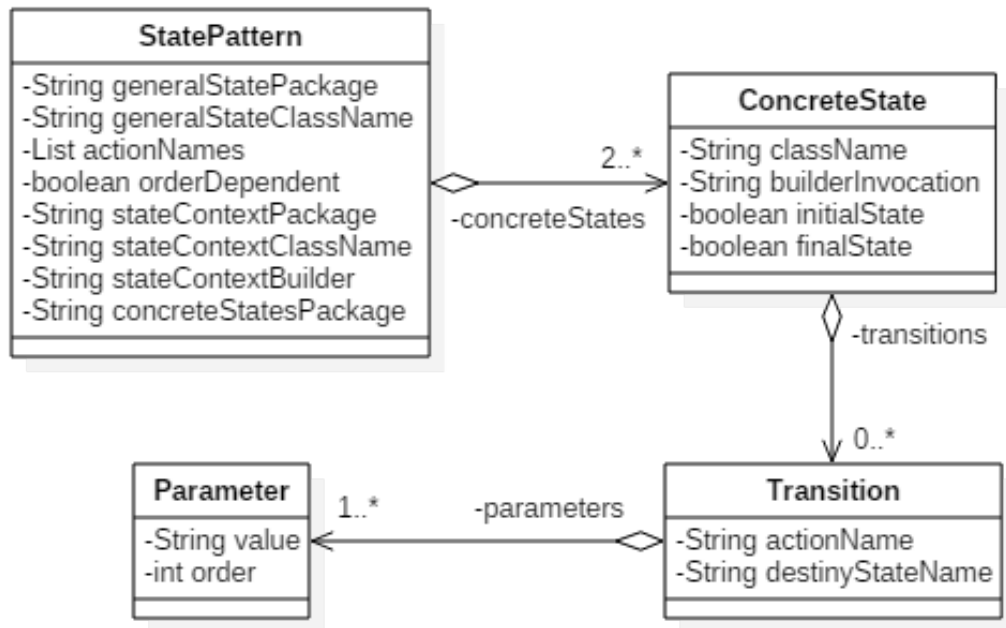 StatePattern
-String generalStatePackage
-String generalStateClassName
-List actionNames
-boolean orderDependent
-String stateContextPackage
-String stateContextClassName
-String stateContextBuilder
-String concreteStatesPackage
2..*
-concreteStates
ConcreteState
-String className
-String builderInvocation
-boolean initialState
-boolean finalState
-transitions
0..*
Parameter
-String value
-int order
1..*
-parameters
Transition
-String actionName
-String destinyStateName